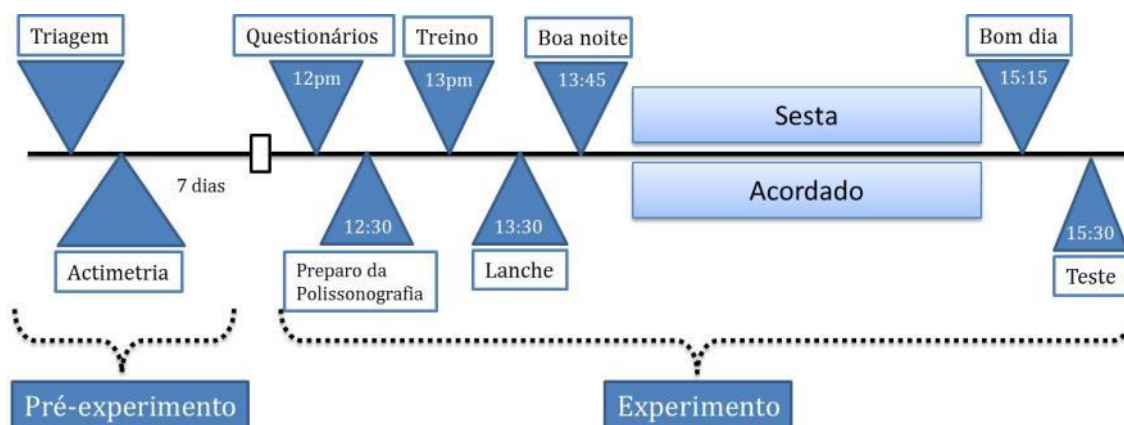 Triagem
Questionários
Treino
Boa noite
Bom dia
12pm
13pm
13:45
15:15
Sesta
Acordado
7 dias
12:30
13:30
15:30
Actimetria
Preparo da
Polissonografia
Lanche
Teste
Pré-experimento
Experimento